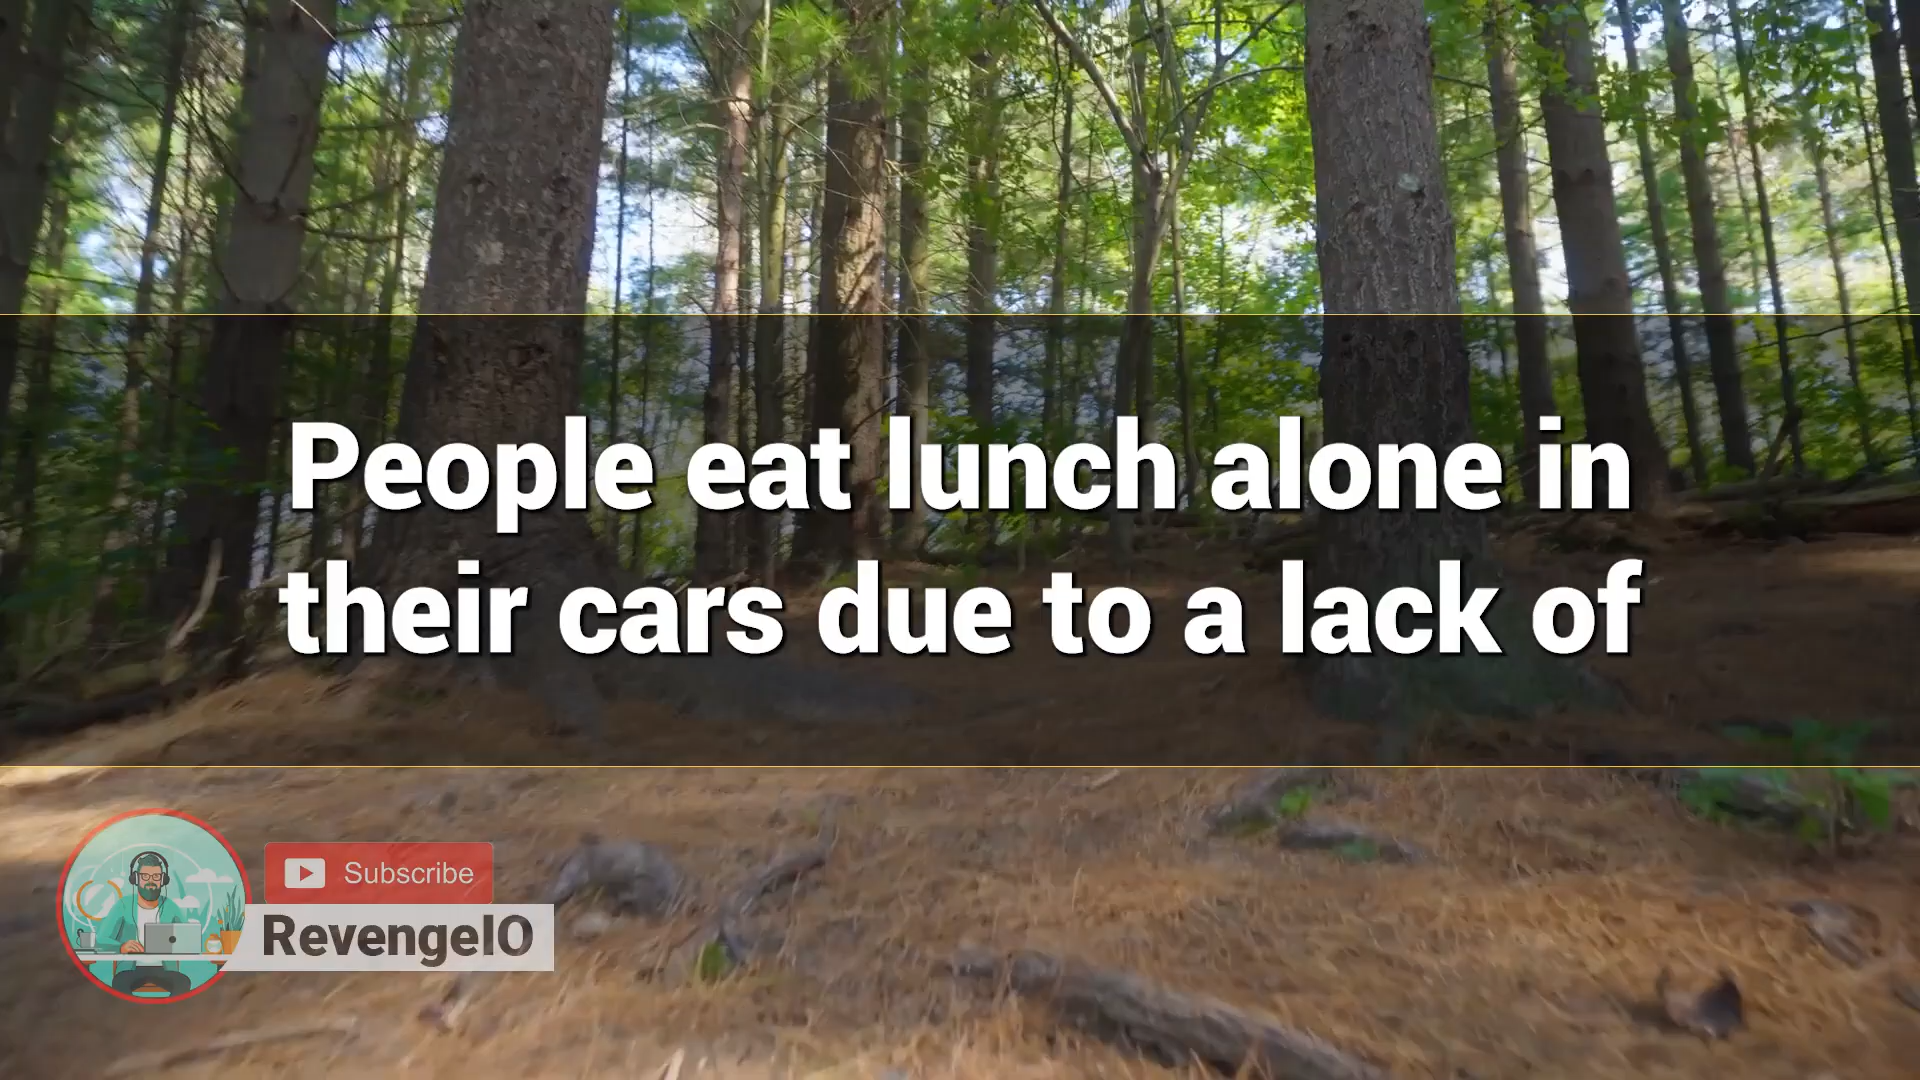 People eat lunch alone in
their cars due to a lack of
Subscribe
RevengeIO